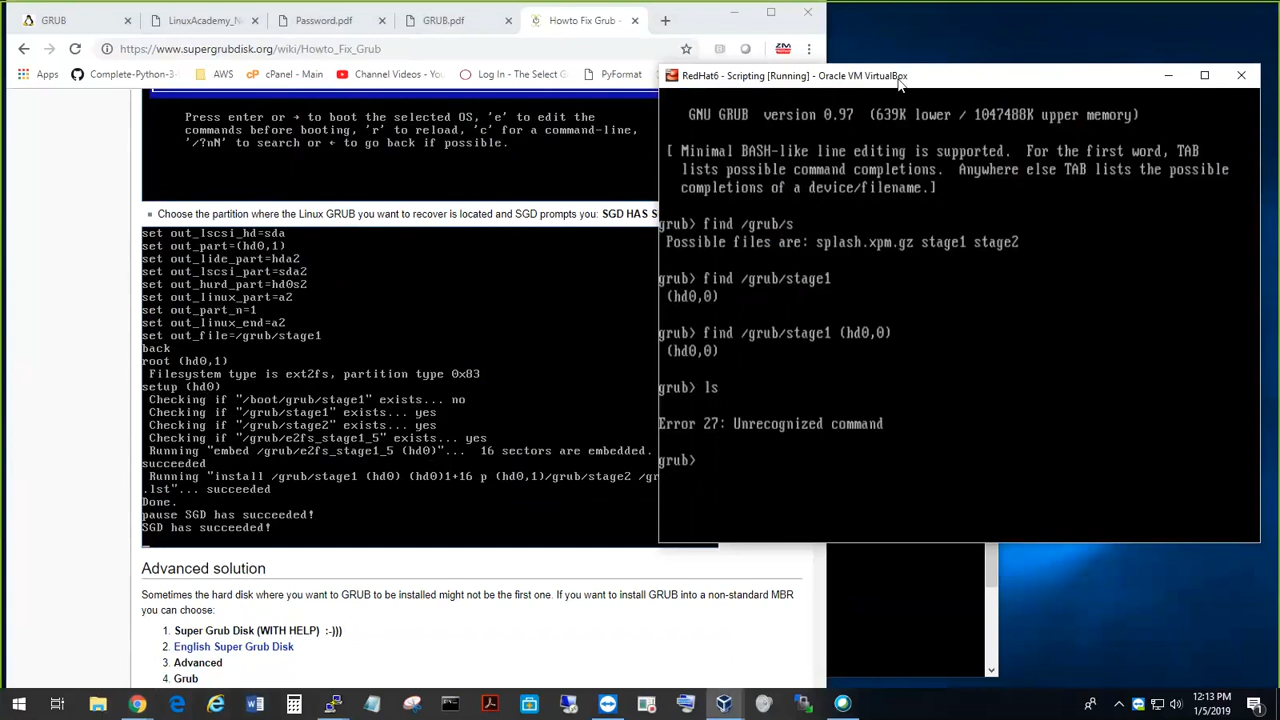 GRUB
LinuxAcademy_N
Password.pdf
GRUB.pdf
Howto Fix Grub -
https://www.supergrubdisk.org/wiki/Howto_Fix_Grub
Apps
Complete-Python-3
AWS
cPanel - Main
Channel Videos - Y
Log In - The Select G
PyFormat
Press enter or → to boot the selected OS, 'e' to edit the
commands before booting, 'r' to reload, 'c' for a command-line,
'/?nN' to search or ← to go back if possible.
Choose the partition where the Linux GRUB you want to recover is located and SGD prompts you: SGD HAS S
set out_lscsi_hd=sda
set out_part=(hd0,1)
set out_lide_part=hda2
set out_lscsi_part=sda2
set out_hurd_part=hd0s2
set out_linux_part=a2
set out_part_n=1
set out_linux_end=a2
set out_file=/grub/stage1
back
root (hd0,1)
Filesystem type is ext2fs, partition type 0x83
setup (hd0)
Checking if "/boot/grub/stage1" exists... no
Checking if "/grub/stage1" exists... yes
Checking if "/grub/stage2" exists... yes
Checking if "/grub/e2fs_stage1_5" exists... yes
Running "embed /grub/e2fs_stage1_5 (hd0)"...  16 sectors are embedded.
succeeded
Running "install /grub/stage1 (hd0) (hd0)1+16 p (hd0,1)/grub/stage2 /gr
.lst"... succeeded
Done.
pause SGD has succeeded!
SGD has succeeded!
Advanced solution
Sometimes the hard disk where you want to GRUB to be installed might not be the first one. If you want to install GRUB into a non-standard MBR
you can choose:
1. Super Grub Disk (WITH HELP)  :-)))
2. English Super Grub Disk
3. Advanced
4. Grub
RedHat6 - Scripting [Running] - Oracle VM VirtualBox
GNU GRUB  version 0.97  (639K lower / 1047488K upper memory)
[ Minimal BASH-like line editing is supported.  For the first word, TAB
lists possible command completions.  Anywhere else TAB lists the possible
completions of a device/filename.]
grub> find /grub/s
Possible files are: splash.xpm.gz stage1 stage2
grub> find /grub/stage1
(hd0,0)
grub> find /grub/stage1 (hd0,0)
(hd0,0)
grub> ls
Error 27: Unrecognized command
grub>
12:13 PM
1/5/2019